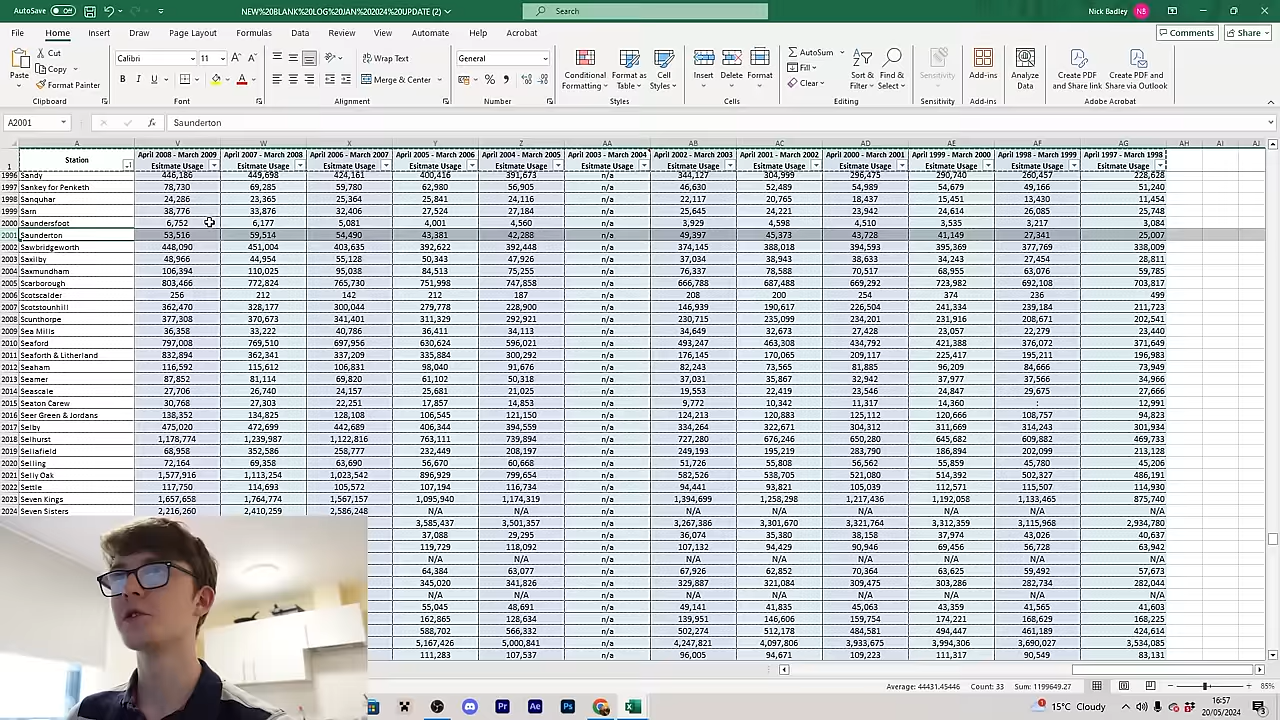 AutoSave Off NEW%20BLANK%20LOG%20JAN%202024%20UPDATE (2) Search Nick Badley NB
File Home Insert Draw Page Layout Formulas Data Review View Automate Help Acrobat Comments Share
Paste Cut Copy Format Painter Calibri 11 Wrap Text Merge & Center General Conditional Formatting Format as Table Cell Styles Insert Delete Format AutoSum Fill Clear Sort & Filter Find & Select Sensitivity Add-ins Analyze Data Create PDF and Share link Create PDF and Share via Outlook
Clipboard Font Alignment Number Styles Cells Editing Sensitivity Add-ins Adobe Acrobat
A2001 fx Saunderton
A V W X Y Z AA AB AC AD AE AF AG AH AI AJ
1 Station April 2008 - March 2009 Esitmate Usage April 2007 - March 2008 Esitmate Usage April 2006 - March 2007 Esitmate Usage April 2005 - March 2006 Esitmate Usage April 2004 - March 2005 Esitmate Usage April 2003 - March 2004 Esitmate Usage April 2002 - March 2003 Esitmate Usage April 2001 - March 2002 Esitmate Usage April 2000 - March 2001 Esitmate Usage April 1999 - March 2000 Esitmate Usage April 1998 - March 1999 Esitmate Usage April 1997 - March 1998 Esitmate Usage
1996 Sandy 446,186 449,698 424,161 400,416 391,673 n/a 344,127 304,999 296,475 290,740 260,457 228,628
1997 Sankey for Penketh 78,730 69,285 59,780 62,980 56,905 n/a 46,630 52,489 54,989 54,679 49,166 51,240
1998 Sanquhar 24,286 23,365 25,364 25,841 24,116 n/a 22,117 20,765 18,437 15,451 13,430 11,454
1999 Sarn 38,776 33,876 32,406 27,524 27,184 n/a 25,645 24,221 23,942 24,614 26,085 25,748
2000 Saundersfoot 6,752 6,177 5,081 4,001 4,560 n/a 3,929 4,598 4,510 3,535 3,217 3,084
2001 Saunderton 53,516 59,514 54,490 43,381 42,288 n/a 49,397 45,373 43,728 41,149 27,341 25,007
2002 Sawbridgeworth 448,090 451,004 403,635 392,622 392,448 n/a 374,145 388,018 394,593 395,369 377,769 338,009
2003 Saxilby 48,966 44,954 55,128 50,343 47,926 n/a 37,034 38,943 38,633 34,243 27,454 28,811
2004 Saxmundham 106,394 110,025 95,038 84,513 75,255 n/a 76,337 78,588 70,517 68,955 63,076 59,785
2005 Scarborough 803,466 772,824 765,730 751,998 747,858 n/a 666,788 687,488 669,292 723,982 692,108 703,817
2006 Scotscalder 256 212 142 212 187 n/a 208 200 254 374 236 499
2007 Scotstounhill 362,470 328,177 300,044 279,778 228,900 n/a 146,939 190,617 226,504 241,334 239,184 211,723
2008 Scunthorpe 377,308 370,673 341,401 311,329 292,921 n/a 230,715 235,099 234,201 231,916 208,671 202,541
2009 Sea Mills 36,358 33,222 40,786 36,411 34,113 n/a 34,649 32,673 27,428 23,057 22,279 23,440
2010 Seaford 797,008 769,510 697,956 630,624 596,021 n/a 493,247 463,308 434,792 421,388 376,072 371,649
2011 Seaforth & Litherland 832,894 362,341 337,209 335,884 300,292 n/a 176,145 170,065 209,117 225,417 195,211 196,983
2012 Seaham 116,592 115,612 106,831 98,040 91,676 n/a 82,243 73,565 81,885 96,209 84,666 73,949
2013 Seamer 87,852 81,114 69,820 61,102 50,318 n/a 37,031 35,867 32,942 37,977 37,566 34,966
2014 Seascale 27,706 26,740 24,157 25,681 21,025 n/a 19,553 22,419 23,546 24,847 29,675 27,666
2015 Seaton Carew 30,768 27,303 22,251 17,857 14,853 n/a 9,772 10,342 11,317 14,360 : 12,991
2016 Seer Green & Jordans 138,352 134,825 128,108 106,545 121,150 n/a 124,213 120,883 125,112 120,666 108,757 94,823
2017 Selby 475,020 472,699 442,689 406,344 394,559 n/a 334,264 322,671 304,312 311,669 314,243 301,934
2018 Selhurst 1,178,774 1,239,987 1,122,816 763,111 739,894 n/a 727,280 676,246 650,280 645,682 609,882 469,733
2019 Sellafield 68,958 352,586 258,777 232,449 208,197 n/a 249,193 195,219 283,790 186,894 202,099 213,128
2020 Selling 72,164 69,358 63,690 56,670 60,668 n/a 51,726 55,808 56,562 55,859 45,780 45,206
2021 Selly Oak 1,577,916 1,113,254 1,023,542 896,929 799,654 n/a 582,526 538,705 521,080 514,392 502,327 486,191
2022 Settle 117,750 114,693 105,572 107,194 116,734 n/a 94,441 93,821 105,039 112,571 115,507 114,930
2023 Seven Kings 1,657,658 1,764,774 1,567,157 1,095,940 1,174,319 n/a 1,394,699 1,258,298 1,217,436 1,192,058 1,133,465 875,740
2024 Seven Sisters 2,216,260 2,410,259 2,586,248 N/A N/A n/a N/A N/A N/A N/A N/A N/A
3,585,437 3,501,357 n/a 3,267,386 3,301,670 3,321,764 3,312,359 3,115,968 2,934,780
37,088 29,295 n/a 36,074 35,380 38,158 37,974 43,026 40,637
119,729 118,092 n/a 107,132 94,429 90,946 69,456 56,728 63,942
N/A N/A n/a N/A N/A N/A N/A N/A N/A
64,384 63,077 n/a 67,926 62,852 70,364 63,625 59,492 57,673
345,020 341,826 n/a 329,887 321,084 309,475 303,286 282,734 282,044
N/A N/A n/a N/A N/A N/A N/A N/A N/A
55,045 48,691 n/a 49,141 41,835 45,063 43,359 41,565 41,603
162,865 128,634 n/a 139,951 146,606 159,754 174,221 168,629 168,225
588,702 566,332 n/a 502,274 512,178 484,581 494,447 461,189 424,614
5,167,426 5,000,841 n/a 4,247,821 4,097,806 3,933,675 3,994,306 3,690,027 3,534,085
111,283 107,537 n/a 96,005 94,671 109,223 111,317 90,549 83,131
Average: 44431.45446 Count: 33 Sum: 1199649.27 85%
Pr Ae Ps 15°C Cloudy 16:57
20/05/2024